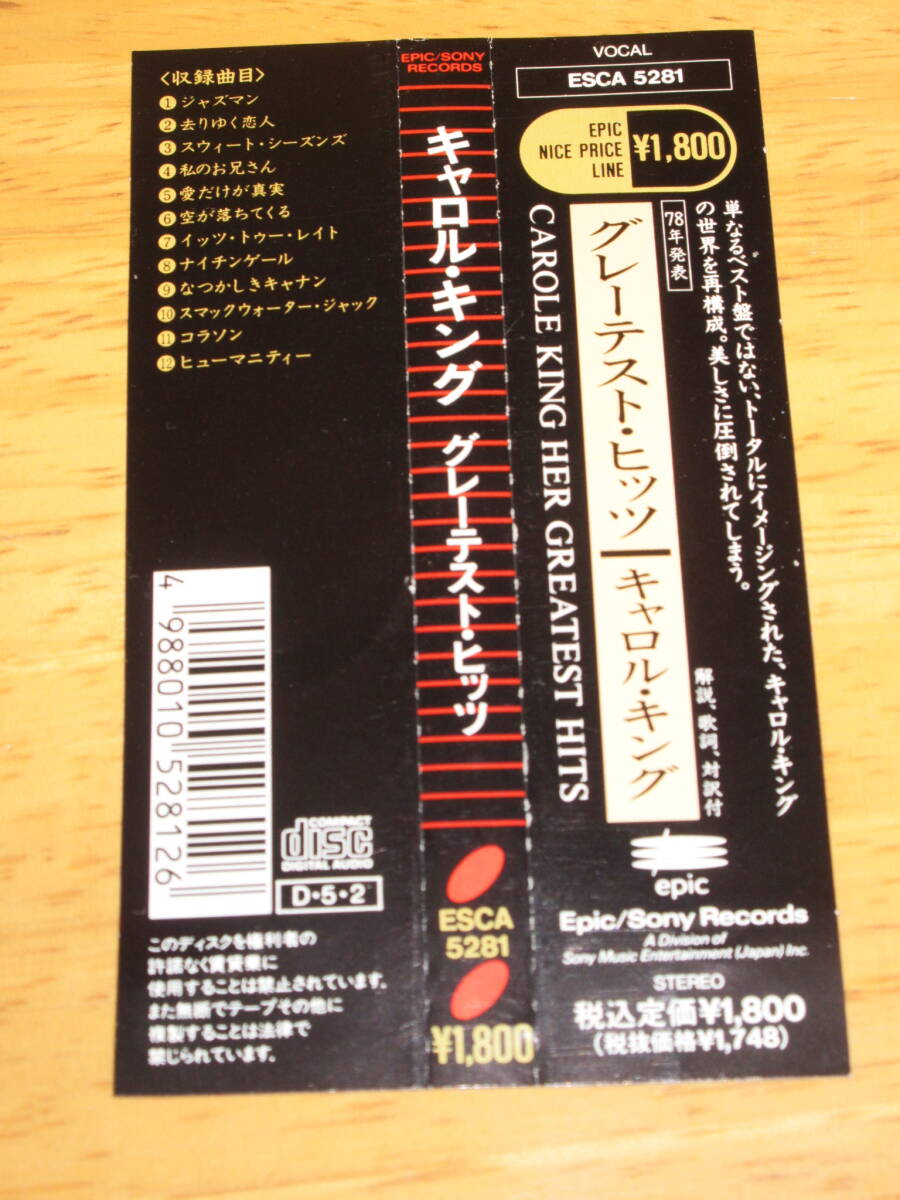 VOCAL
ESCA 5281
EPIC
NICE PRICE
LINE
¥1,800
単なるベスト盤ではない、トータルにイメージングされた、キャロル・キング
の世界を再構成。美しさに圧倒されてしまう。
78年発表
グレーテスト・ヒッツ|キャロル・キング
解説、歌詞、対訳付
CAROLE KING HER GREATEST HITS
epic
Epic/Sony Records
A Division of
Sony Music Entertainment (Japan) Inc.
STEREO
税込定価¥1,800
(税抜価格¥1,748)
EPIC/SONY
RECORDS
キャロル・キング グレーテスト・ヒッツ
ESCA
5281
¥1,800
〈収録曲目〉
1 ジャズマン
2 去りゆく恋人
3 スウィート・シーズンズ
4 私のお兄さん
5 愛だけが真実
6 空が落ちてくる
7 イッツ・トゥー・レイト
8 ナイチンゲール
9 なつかしきキャナン
10 スマックウォーター・ジャック
11 コラソン
12 ヒューマニティー
4 988010 528126
COMPACT
disc
DIGITAL AUDIO
D・5・2
このディスクを権利者の
許諾なく賃貸業に
使用することは禁止されています。
また無断でテープその他に
複製することは法律で
禁じられています。